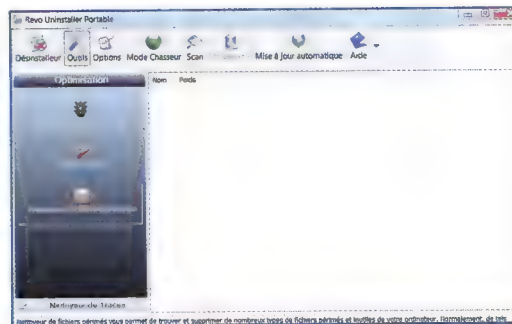 Revo Uninstaller Portable
Désinstalleur Outils Options Mode Chasseur Scan Mise à jour automatique Aide
Optimisation
Nom Poids
Nettoyeur de Traces
de fichiers périmés vous permet de trouver et supprimer de nombreux types de fichiers périmés et inutiles de votre ordinateur. Normalement, de tels